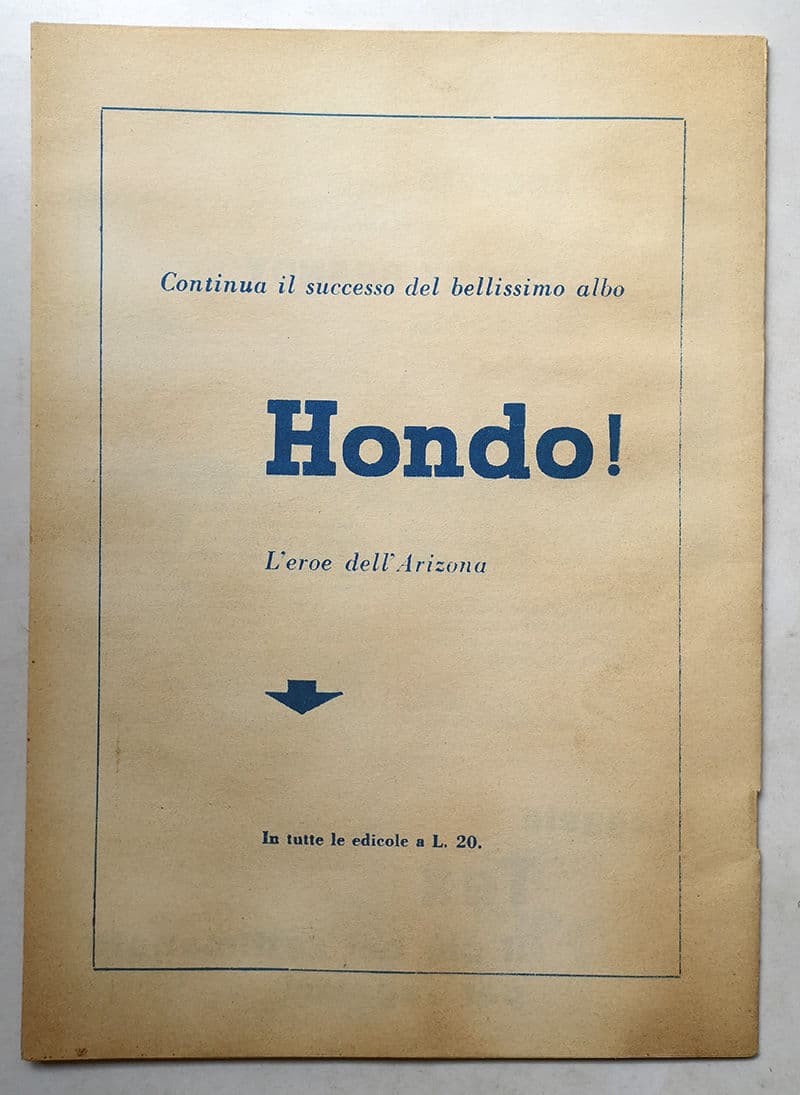 Continua il successo del bellissimo albo
Hondo!
L'eroe dell'Arizona
In tutte le edicole a L. 20.